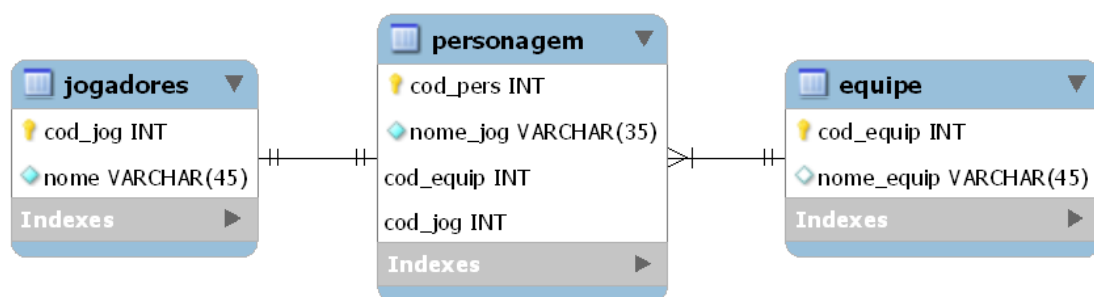 jogadores
cod_jog INT
nome VARCHAR(45)
Indexes
personagem
cod_pers INT
nome_jog VARCHAR(35)
cod_equip INT
cod_jog INT
Indexes
equipe
cod_equip INT
nome_equip VARCHAR(45)
Indexes